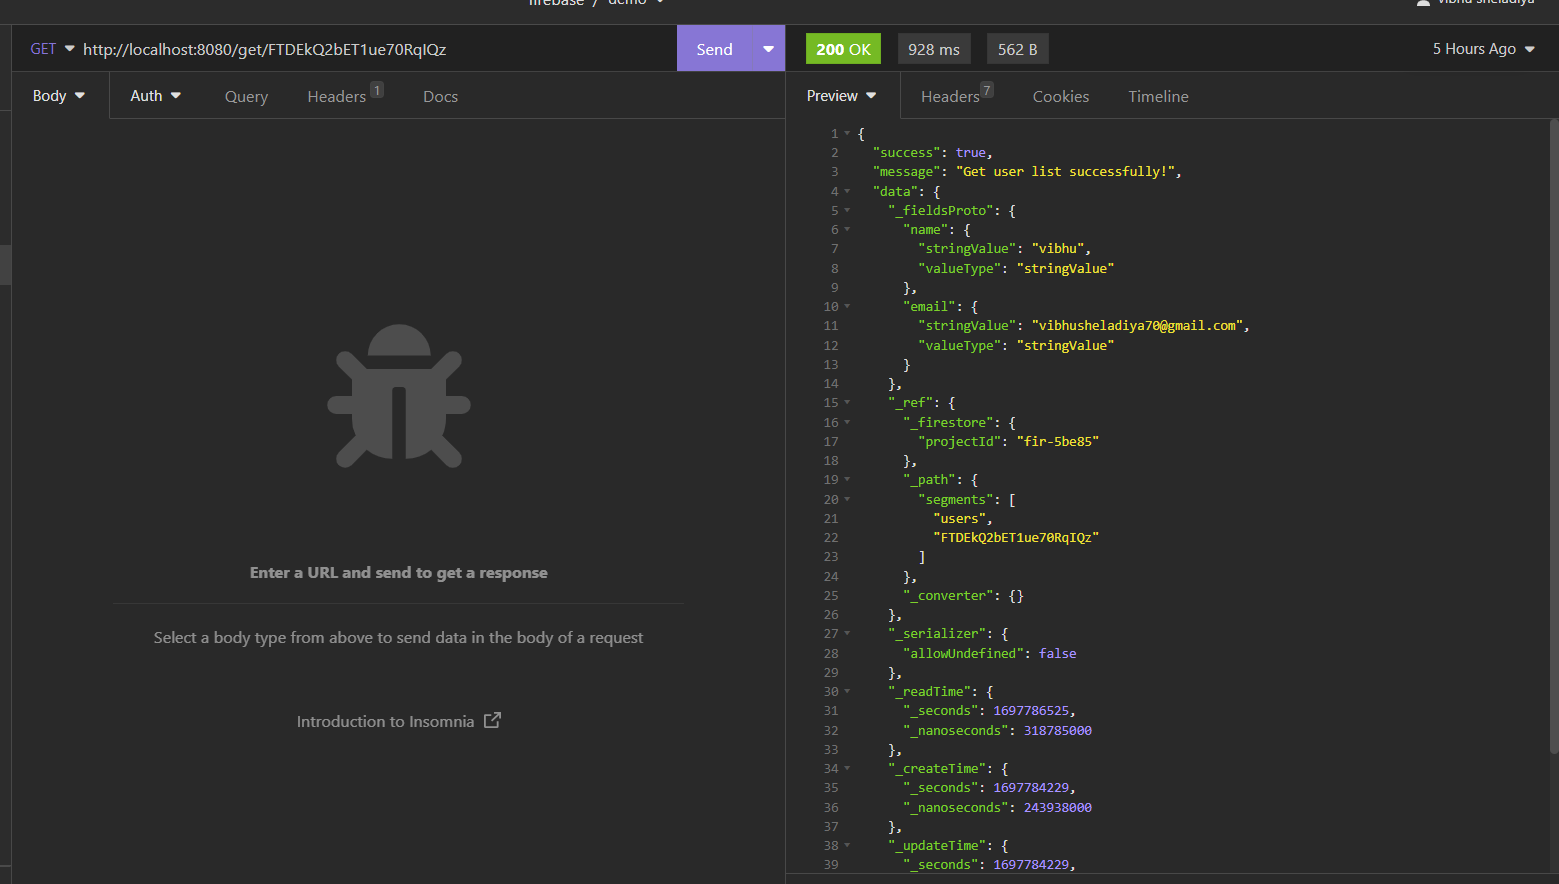 firebase / demo
vibhu sheladiya
GET http://localhost:8080/get/FTDEkQ2bET1ue70RqIQz Send
200 OK 928 ms 562 B 5 Hours Ago
Body Auth Query Headers 1 Docs
Preview Headers 7 Cookies Timeline
Enter a URL and send to get a response
Select a body type from above to send data in the body of a request
Introduction to Insomnia
1 {
2 "success": true,
3 "message": "Get user list successfully!",
4 "data": {
5 "_fieldsProto": {
6 "name": {
7 "stringValue": "vibhu",
8 "valueType": "stringValue"
9 },
10 "email": {
11 "stringValue": "vibhusheladiya70@gmail.com",
12 "valueType": "stringValue"
13 }
14 },
15 "_ref": {
16 "_firestore": {
17 "projectId": "fir-5be85"
18 },
19 "_path": {
20 "segments": [
21 "users",
22 "FTDEkQ2bET1ue70RqIQz"
23 ]
24 },
25 "_converter": {}
26 },
27 "_serializer": {
28 "allowUndefined": false
29 },
30 "_readTime": {
31 "_seconds": 1697786525,
32 "_nanoseconds": 318785000
33 },
34 "_createTime": {
35 "_seconds": 1697784229,
36 "_nanoseconds": 243938000
37 },
38 "_updateTime": {
39 "_seconds": 1697784229,